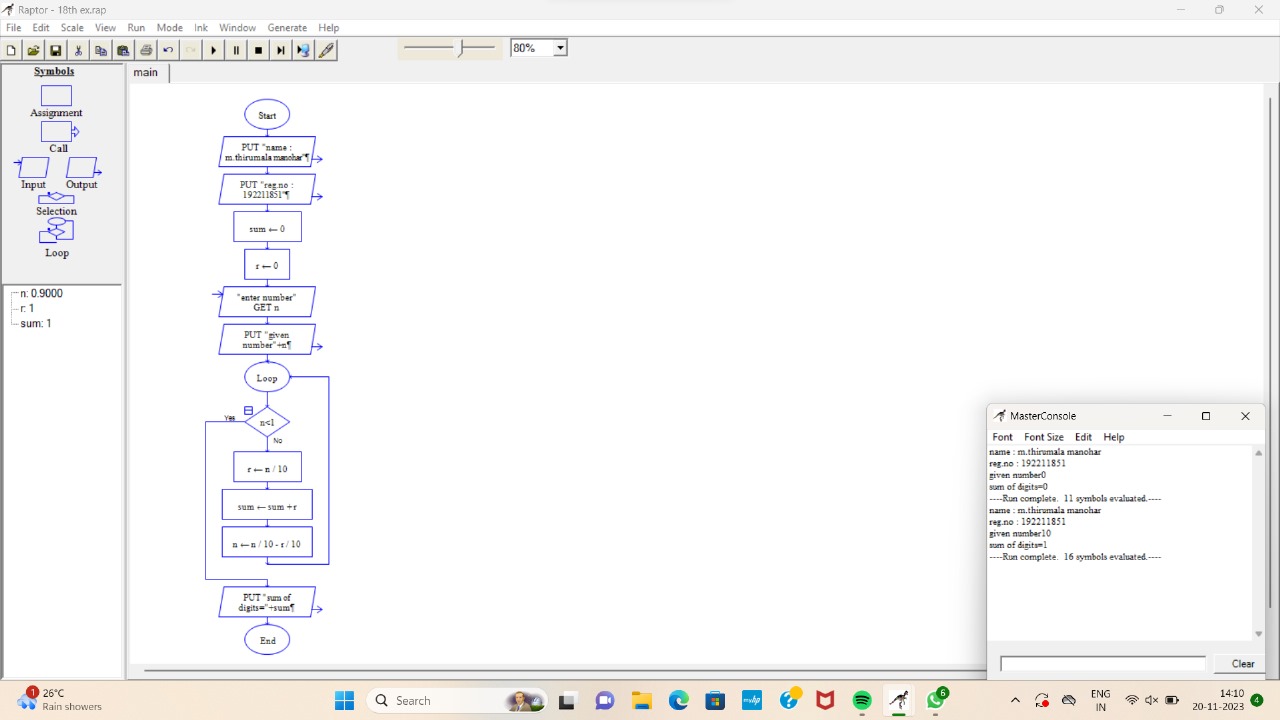 Raptor - 18th ex.rap
File Edit Scale View Run Mode Ink Window Generate Help
80%
Symbols
main
Assignment
Call
Input Output
Selection
Loop
n: 0.9000
r: 1
sum: 1
Start
PUT "name :
m.thirumala manohar"¶
PUT "reg.no :
192211851"¶
sum ← 0
r ← 0
"enter number"
GET n
PUT "given
number"+n¶
Loop
Yes
n<1
No
r ← n / 10
sum ← sum + r
n ← n / 10 - r / 10
PUT "sum of
digits="+sum¶
End
MasterConsole
Font Font Size Edit Help
name : m.thirumala manohar
reg.no : 192211851
given number0
sum of digits=0
----Run complete.  11 symbols evaluated.----
name : m.thirumala manohar
reg.no : 192211851
given number10
sum of digits=1
----Run complete.  16 symbols evaluated.----
Clear
1
26°C
Rain showers
Search
myhp
6
ENG
IN
14:10
20-11-2023
4